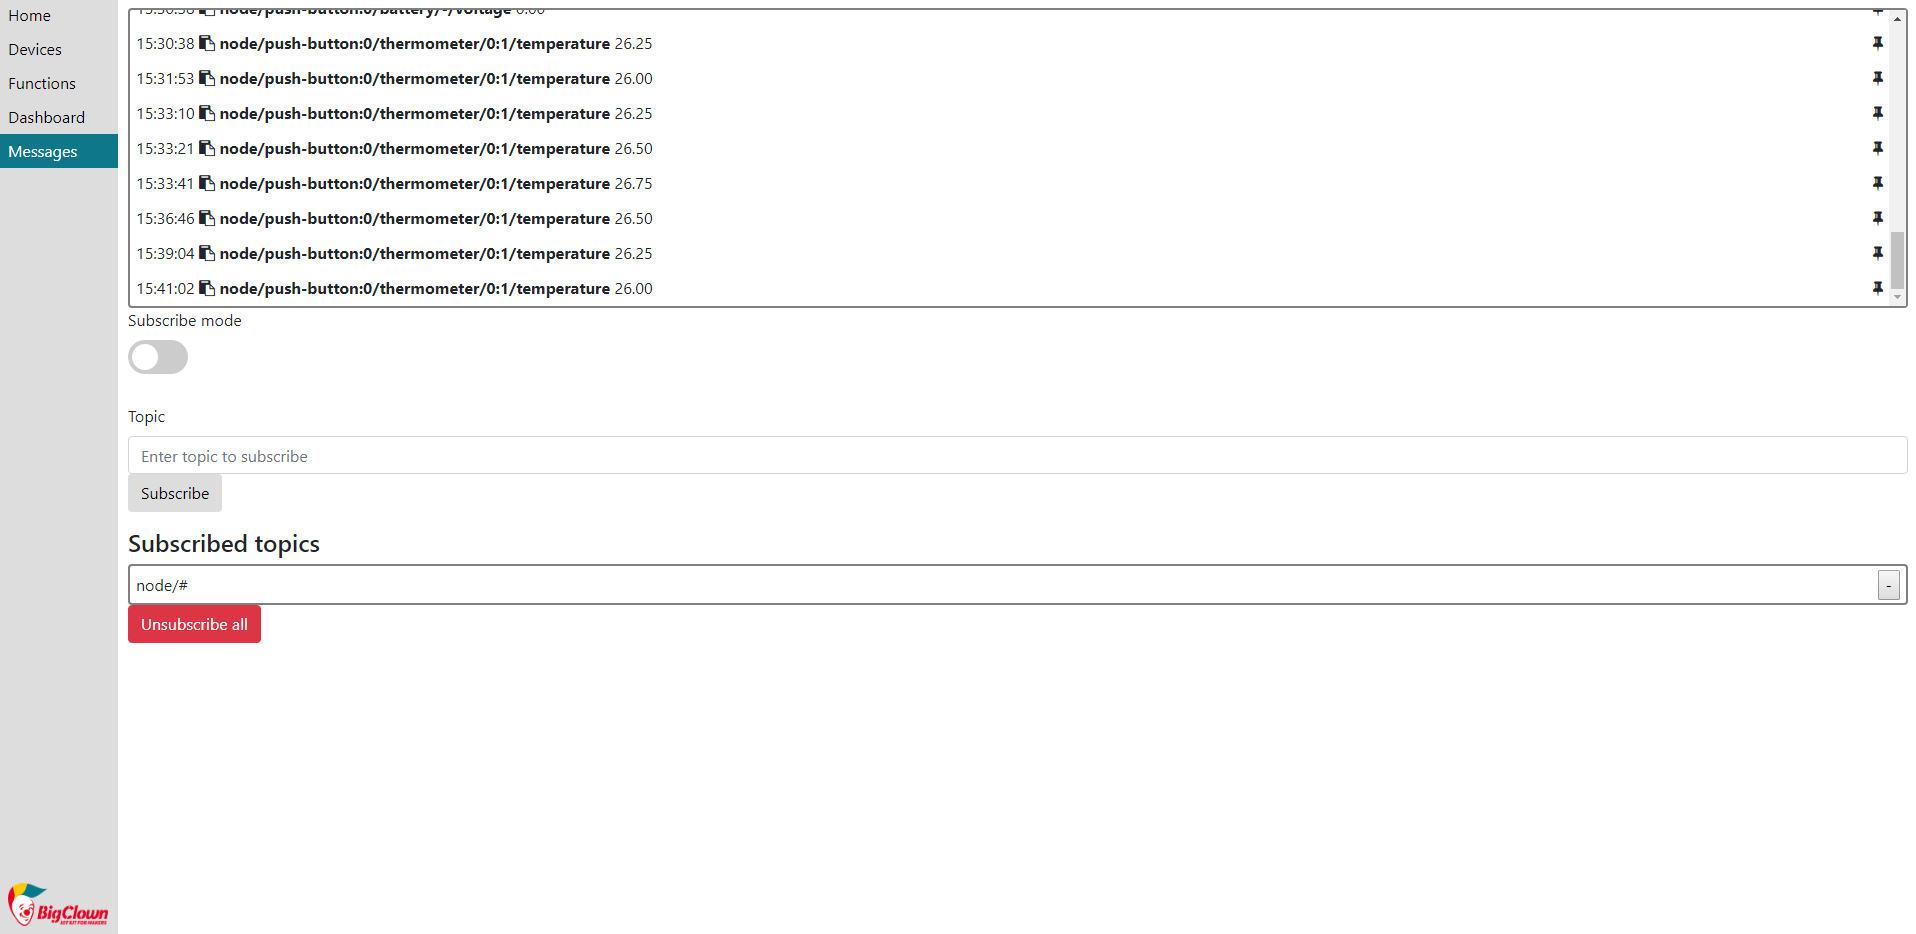 Home
Devices
Functions
Dashboard
Messages
node/push-button:0/battery/-/voltage 0.00
15:30:38 node/push-button:0/thermometer/0:1/temperature 26.25
15:31:53 node/push-button:0/thermometer/0:1/temperature 26.00
15:33:10 node/push-button:0/thermometer/0:1/temperature 26.25
15:33:21 node/push-button:0/thermometer/0:1/temperature 26.50
15:33:41 node/push-button:0/thermometer/0:1/temperature 26.75
15:36:46 node/push-button:0/thermometer/0:1/temperature 26.50
15:39:04 node/push-button:0/thermometer/0:1/temperature 26.25
15:41:02 node/push-button:0/thermometer/0:1/temperature 26.00
Subscribe mode
Topic
Enter topic to subscribe
Subscribe
Subscribed topics
node/#
-
Unsubscribe all
BigClown
IOT KIT FOR MAKERS